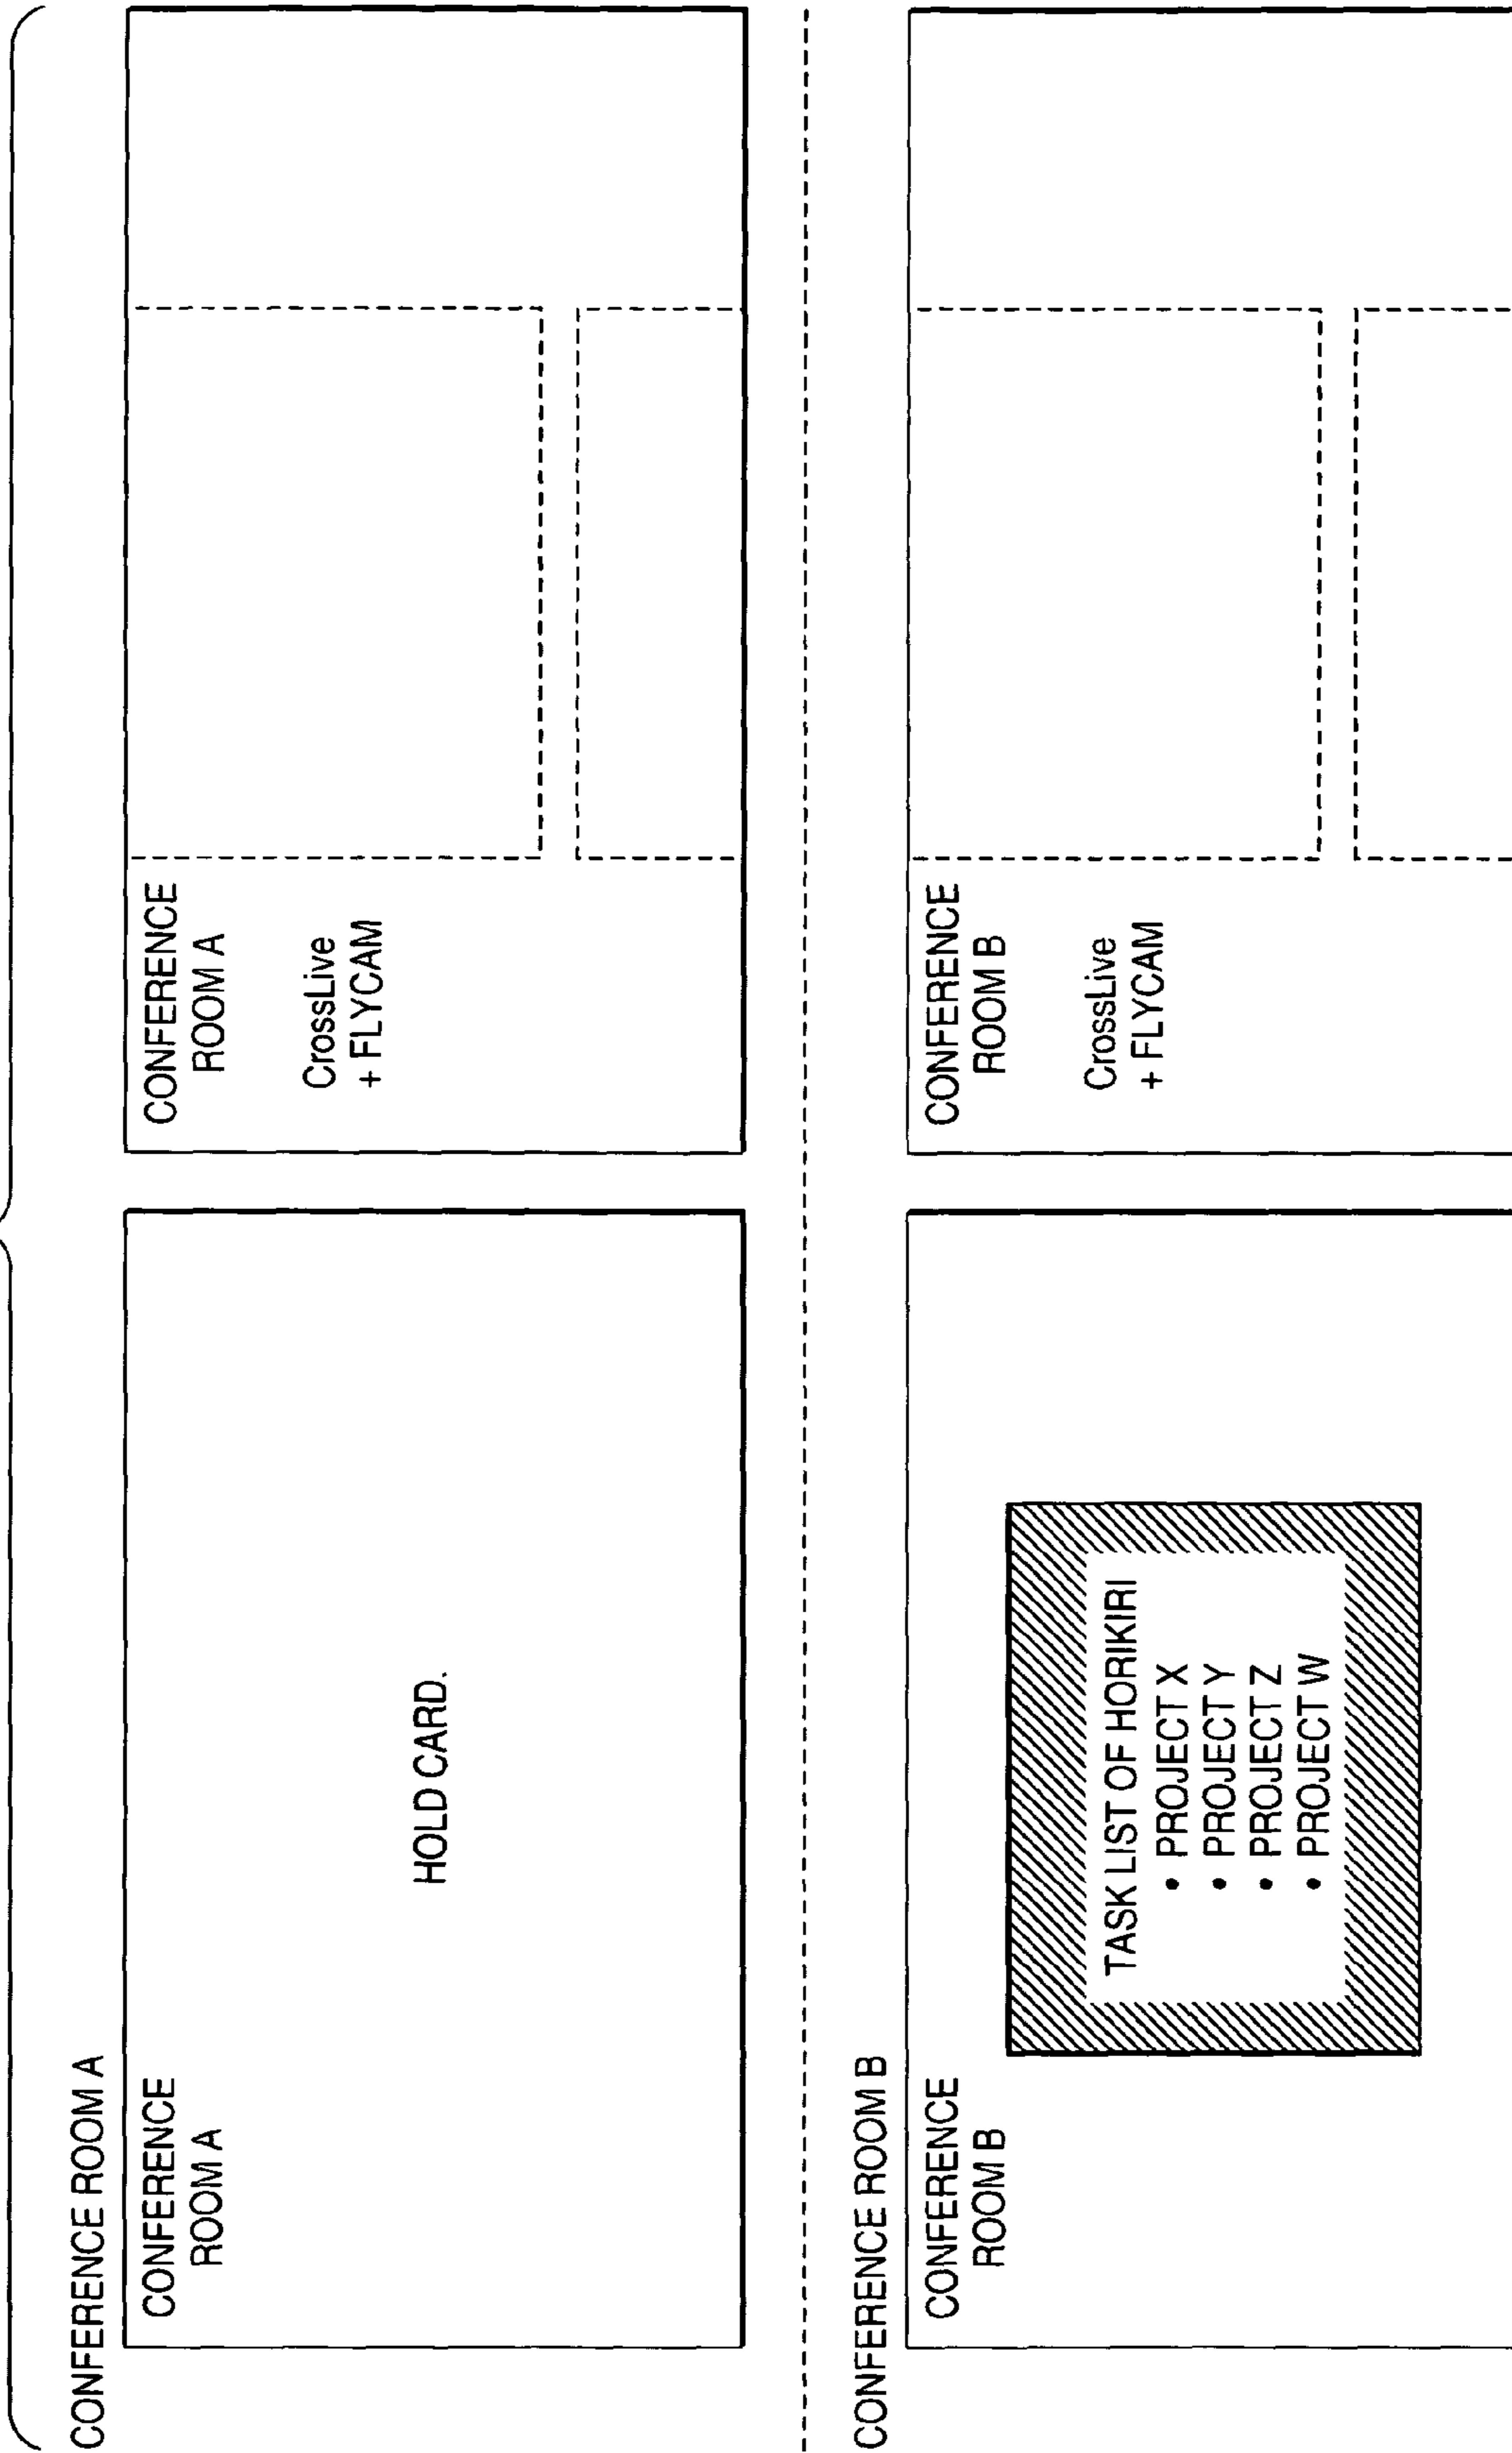 CONFERENCE ROOM A
CONFERENCE
ROOM A
HOLD CARD.
CONFERENCE
ROOM A
CrossLive
+ FLYCAM
CONFERENCE ROOM B
CONFERENCE
ROOM B
TASK LIST OF HORIKIRI
• PROJECT X
• PROJECT Y
• PROJECT Z
• PROJECT W
CONFERENCE
ROOM B
CrossLive
+ FLYCAM